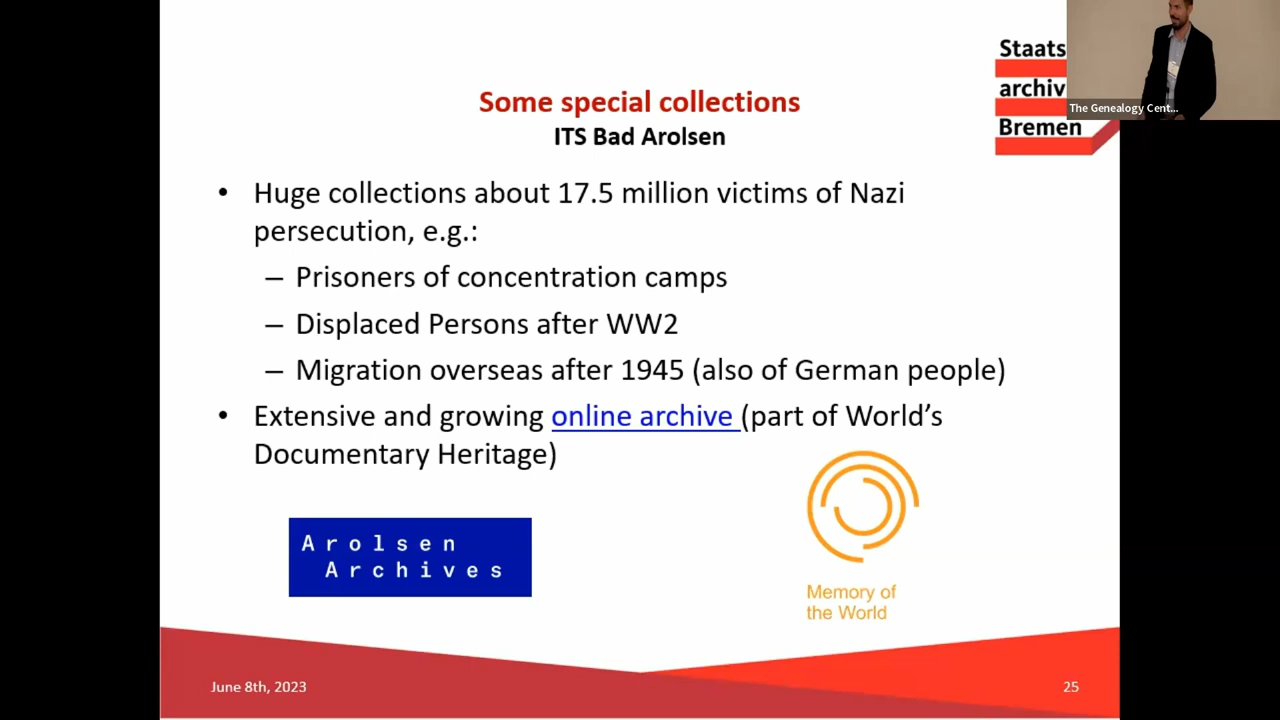 Staats
archiv
Bremen
The Genealogy Cent...
Some special collections
ITS Bad Arolsen
• Huge collections about 17.5 million victims of Nazi
persecution, e.g.:
– Prisoners of concentration camps
– Displaced Persons after WW2
– Migration overseas after 1945 (also of German people)
• Extensive and growing online archive (part of World’s
Documentary Heritage)
Arolsen
Archives
Memory of
the World
June 8th, 2023
25